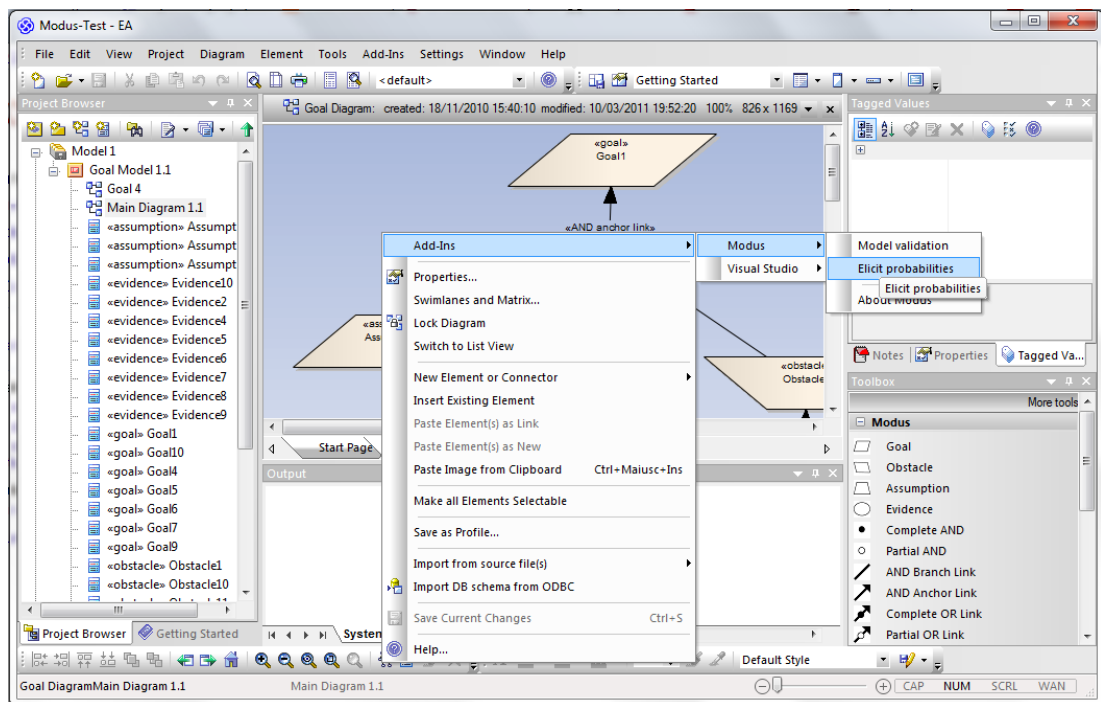 Modus-Test - EA
File Edit View Project Diagram Element Tools Add-Ins Settings Window Help
<default>
Getting Started
Project Browser
Goal Diagram: created: 18/11/2010 15:40:10 modified: 10/03/2011 19:52:20 100% 826 x 1169
Tagged Values
Model 1
Goal Model 1.1
Goal 4
Main Diagram 1.1
«assumption» Assumpt
«assumption» Assumpt
«assumption» Assumpt
«evidence» Evidence10
«evidence» Evidence2
«evidence» Evidence4
«evidence» Evidence5
«evidence» Evidence6
«evidence» Evidence7
«evidence» Evidence8
«evidence» Evidence9
«goal» Goal1
«goal» Goal10
«goal» Goal4
«goal» Goal5
«goal» Goal6
«goal» Goal7
«goal» Goal9
«obstacle» Obstacle1
«obstacle» Obstacle10
Project Browser Getting Started
«goal»
Goal1
«AND anchor link»
«ass
Ass
«obstacle
Obstacle
Start Page
Output
System
Add-Ins
Properties...
Swimlanes and Matrix...
Lock Diagram
Switch to List View
New Element or Connector
Insert Existing Element
Paste Element(s) as Link
Paste Element(s) as New
Paste Image from Clipboard Ctrl+Maiusc+Ins
Make all Elements Selectable
Save as Profile...
Import from source file(s)
Import DB schema from ODBC
Save Current Changes Ctrl+S
Help...
Modus
Visual Studio
Model validation
Elicit probabilities
Elicit probabilities
About Modus
Notes Properties Tagged Va...
Toolbox
More tools
Modus
Goal
Obstacle
Assumption
Evidence
Complete AND
Partial AND
AND Branch Link
AND Anchor Link
Complete OR Link
Partial OR Link
Default Style
Goal DiagramMain Diagram 1.1 Main Diagram 1.1 CAP NUM SCRL WAN